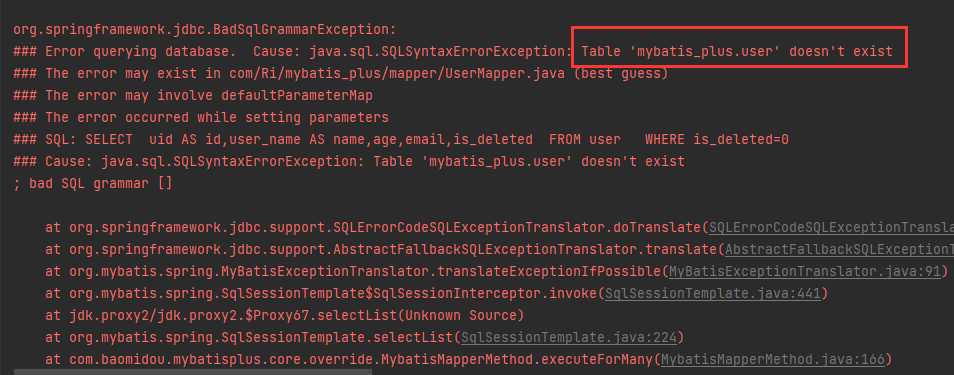 org.springframework.jdbc.BadSqlGrammarException:
### Error querying database.  Cause: java.sql.SQLSyntaxErrorException: Table 'mybatis_plus.user' doesn't exist
### The error may exist in com/Ri/mybatis_plus/mapper/UserMapper.java (best guess)
### The error may involve defaultParameterMap
### The error occurred while setting parameters
### SQL: SELECT  uid AS id,user_name AS name,age,email,is_deleted  FROM user   WHERE is_deleted=0
### Cause: java.sql.SQLSyntaxErrorException: Table 'mybatis_plus.user' doesn't exist
; bad SQL grammar []
at org.springframework.jdbc.support.SQLErrorCodeSQLExceptionTranslator.doTranslate(SQLErrorCodeSQLExceptionTransla
at org.springframework.jdbc.support.AbstractFallbackSQLExceptionTranslator.translate(AbstractFallbackSQLExceptionT
at org.mybatis.spring.MyBatisExceptionTranslator.translateExceptionIfPossible(MyBatisExceptionTranslator.java:91)
at org.mybatis.spring.SqlSessionTemplate$SqlSessionInterceptor.invoke(SqlSessionTemplate.java:441)
at jdk.proxy2/jdk.proxy2.$Proxy67.selectList(Unknown Source)
at org.mybatis.spring.SqlSessionTemplate.selectList(SqlSessionTemplate.java:224)
at com.baomidou.mybatisplus.core.override.MybatisMapperMethod.executeForMany(MybatisMapperMethod.java:166)